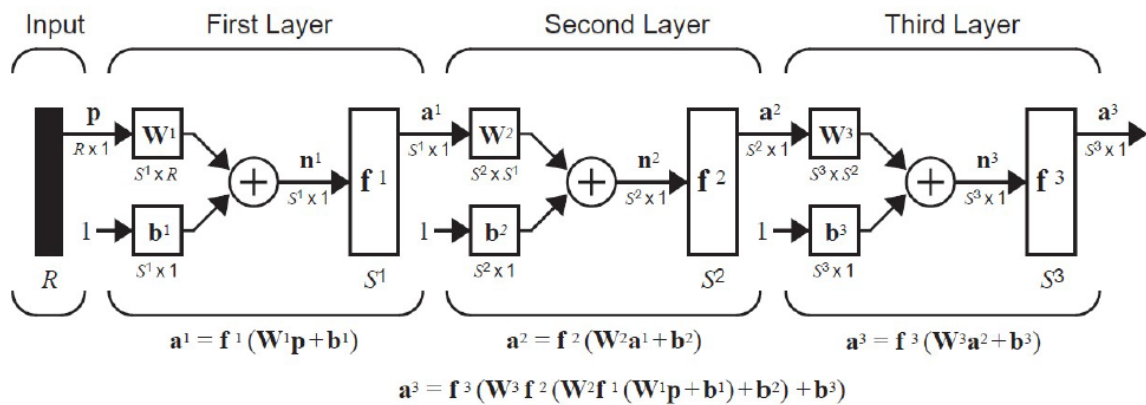 Input First Layer Second Layer Third Layer
p a¹ a² a³
W¹ W² W³
R x 1 S¹ x 1 S² x 1 S³ x 1
S¹ x R n¹ S² x S¹ n² S³ x S² n³
+ f 1 + f 2 + f 3
S¹ x 1 S² x 1 S³ x 1
1 b¹ 1 b² 1 b³
S¹ x 1 S² x 1 S³ x 1
R S¹ S² S³
a¹ = f ¹ (W¹p + b¹) a² = f ² (W²a¹ + b²) a³ = f ³ (W³a² + b³)
a³ = f ³ (W³ f ² (W²f ¹ (W¹p + b¹) + b²) + b³)